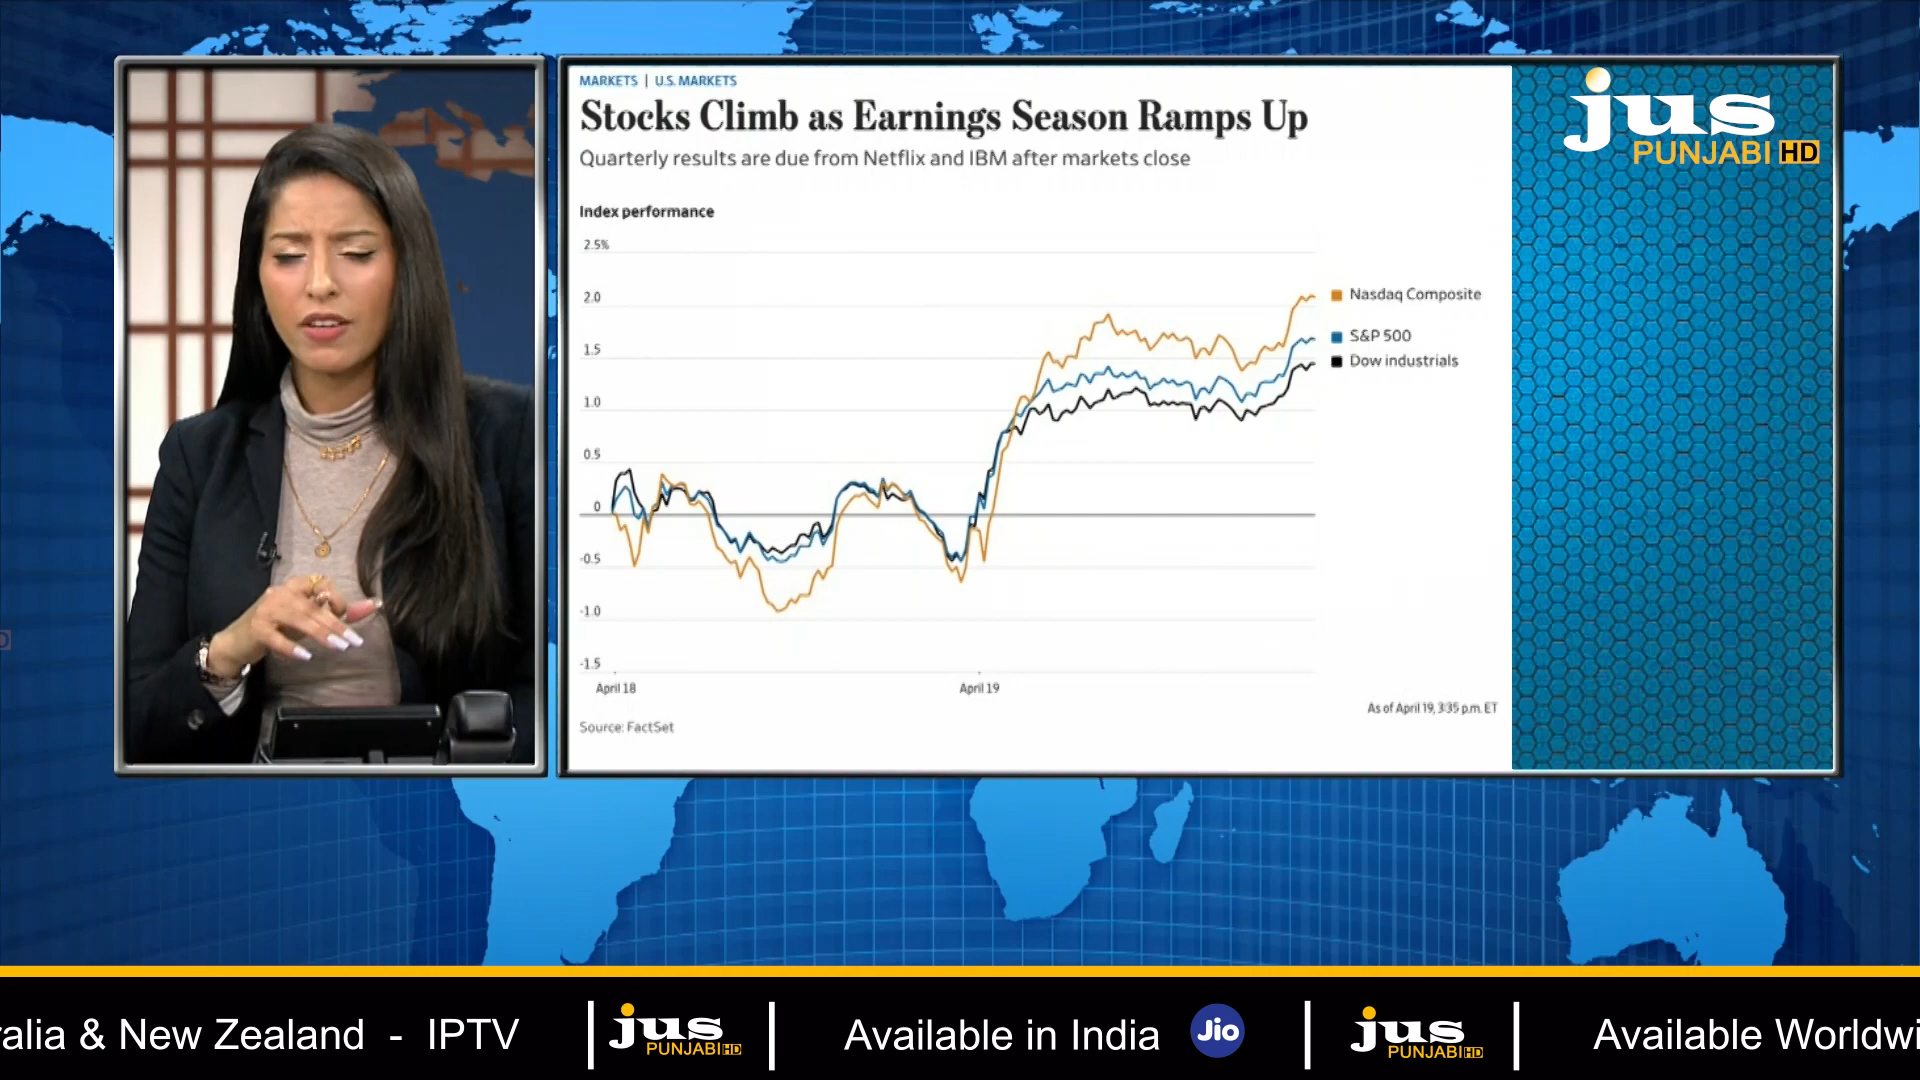 MARKETS | U.S. MARKETS
Stocks Climb as Earnings Season Ramps Up
Quarterly results are due from Netflix and IBM after markets close
Index performance
2.5%
2.0
1.5
1.0
0.5
0
-0.5
-1.0
-1.5
Nasdaq Composite
S&P 500
Dow industrials
April 18
April 19
As of April 19, 3:35 p.m. ET
Source: FactSet
jus
PUNJABI HD
ralia & New Zealand - IPTV
jus
PUNJABI HD
Available in India
Jio
jus
PUNJABI HD
Available Worldwi